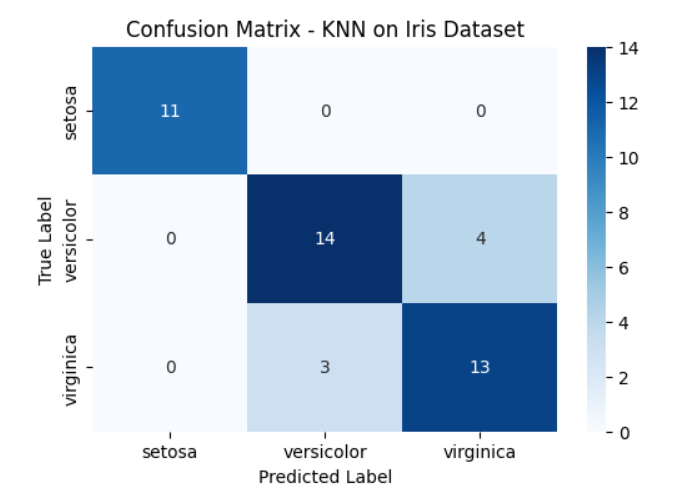 Confusion Matrix - KNN on Iris Dataset
True Label
setosa
11 0 0
versicolor
0 14 4
virginica
0 3 13
setosa versicolor virginica
Predicted Label
14
12
10
8
6
4
2
0